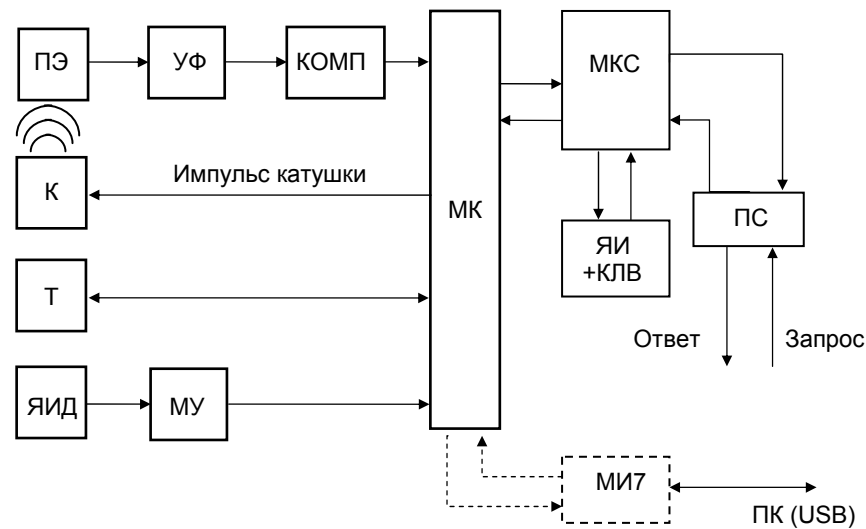 ПЭ
УФ
КОМП
МКС
К
Импульс катушки
МК
ПС
ЯИ
+КЛВ
Т
Ответ
Запрос
ЯИД
МУ
МИ7
ПК (USB)